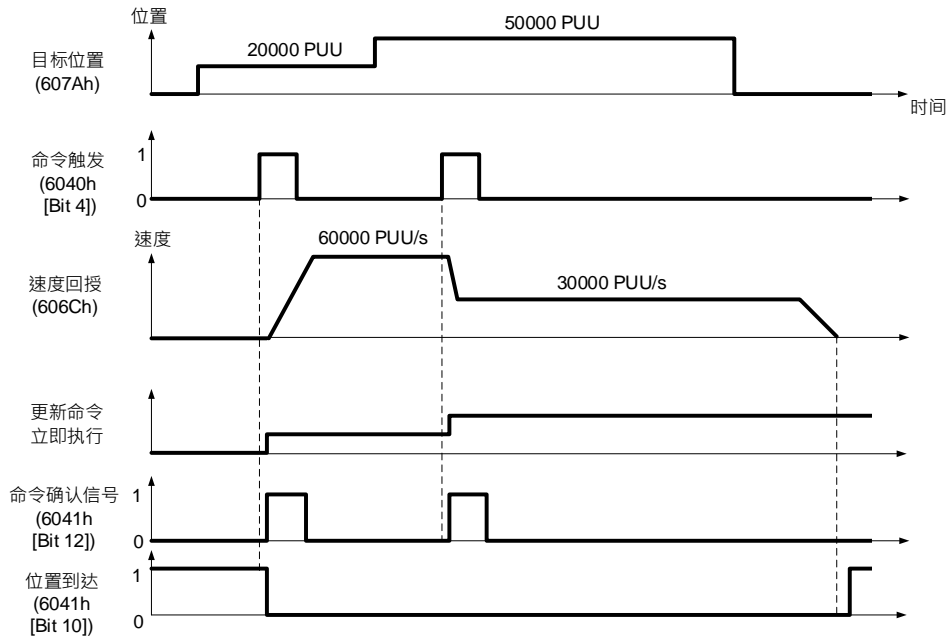 位置
目标位置
(607Ah)
20000 PUU
50000 PUU
时间
命令触发
(6040h
[Bit 4])
1
0
速度
速度回授
(606Ch)
60000 PUU/s
30000 PUU/s
更新命令
立即执行
命令确认信号
(6041h
[Bit 12])
1
0
位置到达
(6041h
[Bit 10])
1
0